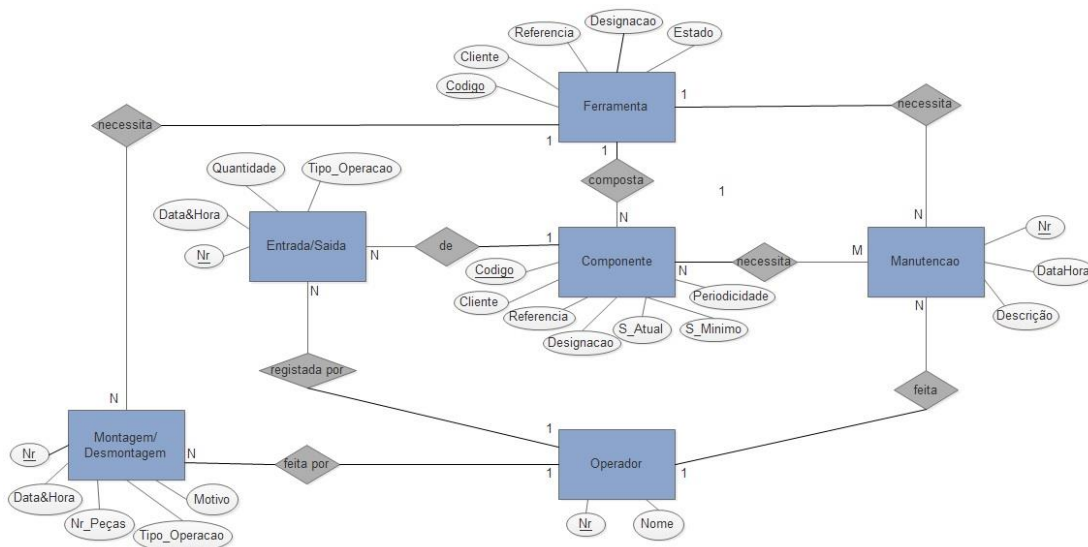 Designacao
Referencia
Estado
Cliente
Codigo
Ferramenta
1
1
1
necessita
necessita
composta
1
N
Quantidade
Tipo_Operacao
Data&Hora
Nr
Entrada/Saida
N
de
1
Codigo
Componente
Cliente
Referencia
Designacao
S_Atual
S_Minimo
Periodicidade
N
necessita
M
N
Manutencao
Nr
DataHora
Descrição
N
N
registada por
feita
N
Montagem/
Desmontagem
N
Nr
Data&Hora
Nr_Peças
Tipo_Operacao
Motivo
feita por
1
1
Operador
1
Nr
Nome